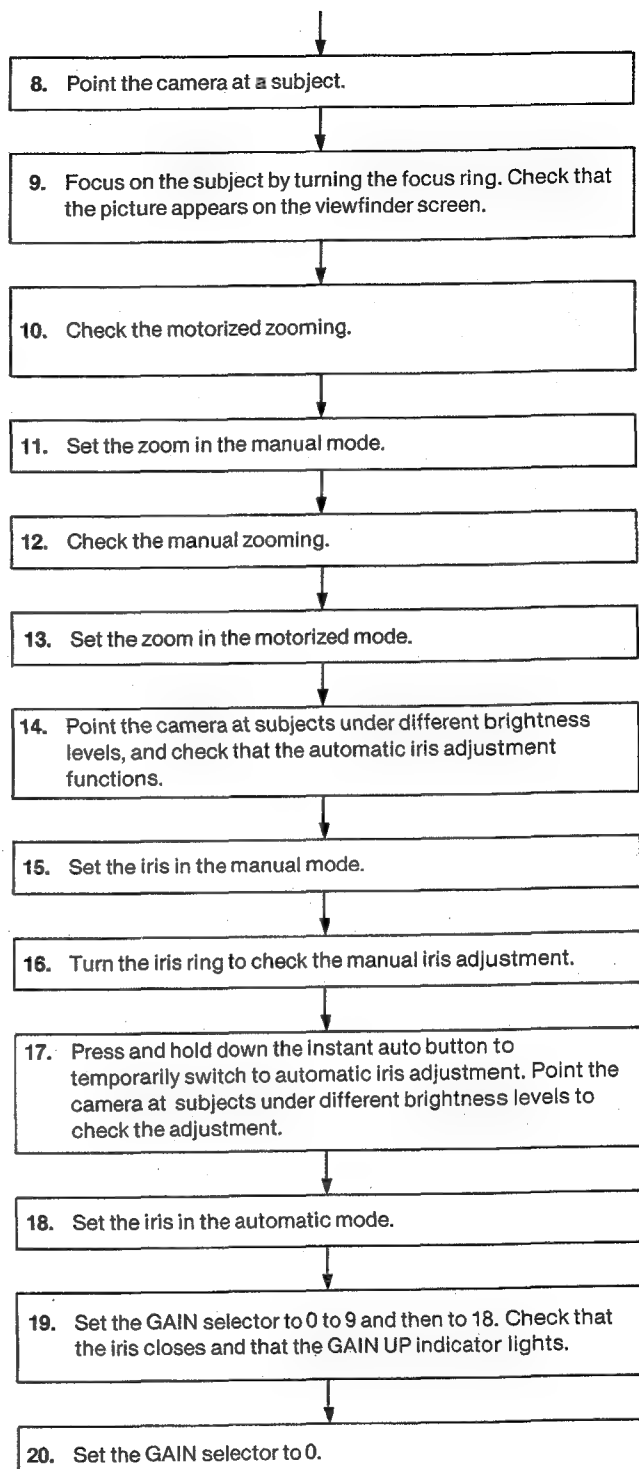 8. Point the camera at a subject.
9. Focus on the subject by turning the focus ring. Check that
the picture appears on the viewfinder screen.
10. Check the motorized zooming.
11. Set the zoom in the manual mode.
12. Check the manual zooming.
13. Set the zoom in the motorized mode.
14. Point the camera at subjects under different brightness
levels, and check that the automatic iris adjustment
functions.
15. Set the iris in the manual mode.
16. Turn the iris ring to check the manual iris adjustment.
17. Press and hold down the instant auto button to
temporarily switch to automatic iris adjustment. Point the
camera at subjects under different brightness levels to
check the adjustment.
18. Set the iris in the automatic mode.
19. Set the GAIN selector to 0 to 9 and then to 18. Check that
the iris closes and that the GAIN UP indicator lights.
20. Set the GAIN selector to 0.